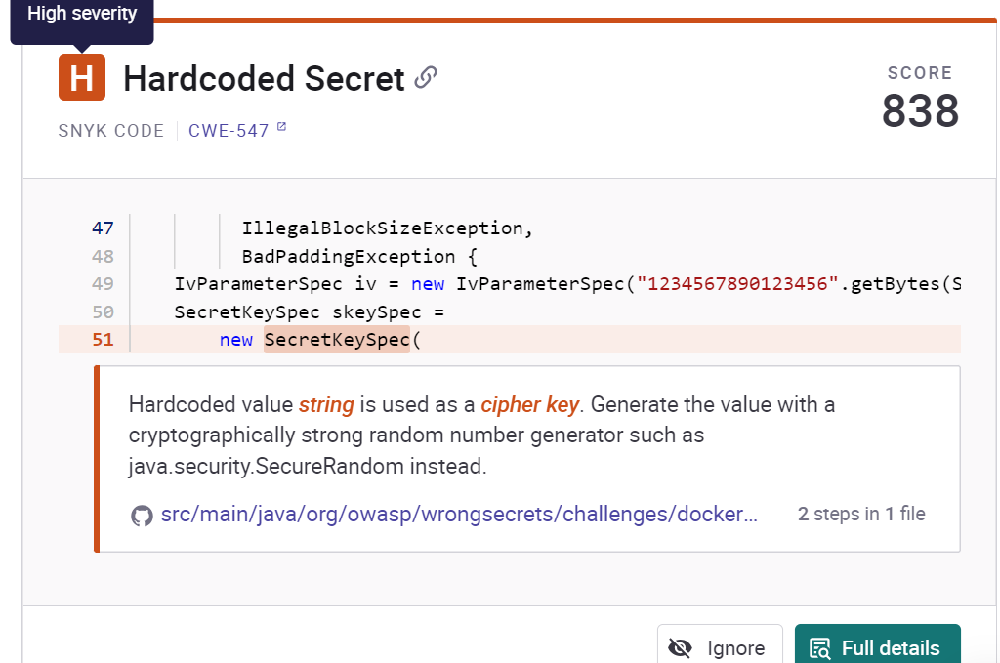 High severity
H Hardcoded Secret
SCORE
838
SNYK CODE CWE-547
47 IllegalBlockSizeException,
48 BadPaddingException {
49 IvParameterSpec iv = new IvParameterSpec("1234567890123456".getBytes(S
50 SecretKeySpec skeySpec =
51 new SecretKeySpec(
Hardcoded value string is used as a cipher key. Generate the value with a
cryptographically strong random number generator such as
java.security.SecureRandom instead.
src/main/java/org/owasp/wrongsecrets/challenges/docker... 2 steps in 1 file
Ignore Full details